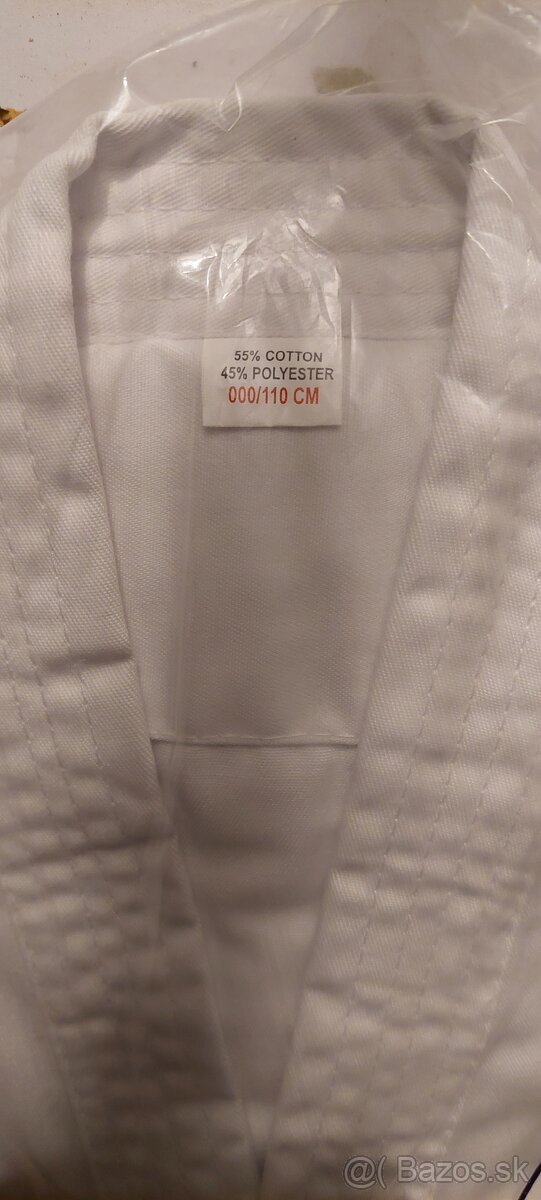 55% COTTON
45% POLYESTER
000/110 CM
@( Bazos.sk